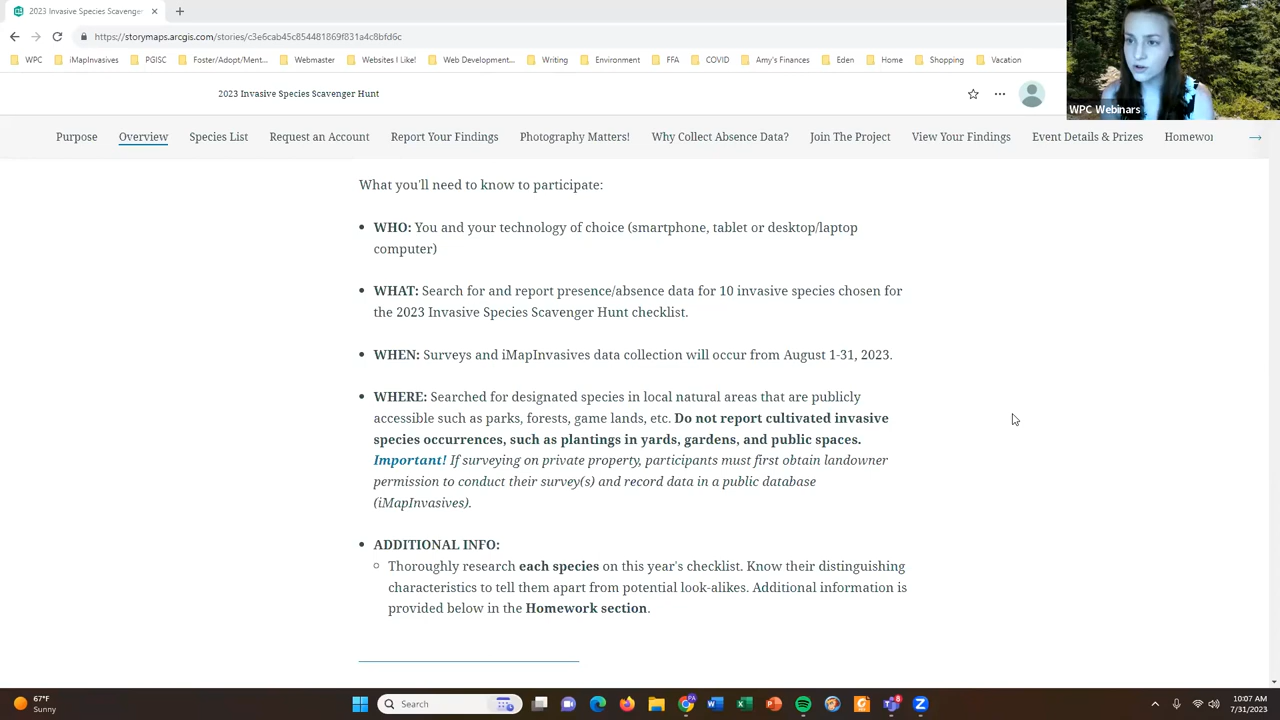 2023 Invasive Species Scavenger
https://storymaps.arcgis.com/stories/c3e6cab45c854481869f831a4c8bfd6c
WPC iMapInvasives PGISC Foster/Adopt/Ment... Webmaster Websites I Like! Web Development... Writing Environment FFA COVID Amy's Finances Eden Home Shopping Vacation
WPC Webinars
2023 Invasive Species Scavenger Hunt
Purpose Overview Species List Request an Account Report Your Findings Photography Matters! Why Collect Absence Data? Join The Project View Your Findings Event Details & Prizes Homewor
What you'll need to know to participate:
• WHO: You and your technology of choice (smartphone, tablet or desktop/laptop
computer)
• WHAT: Search for and report presence/absence data for 10 invasive species chosen for
the 2023 Invasive Species Scavenger Hunt checklist.
• WHEN: Surveys and iMapInvasives data collection will occur from August 1-31, 2023.
• WHERE: Searched for designated species in local natural areas that are publicly
accessible such as parks, forests, game lands, etc. Do not report cultivated invasive
species occurrences, such as plantings in yards, gardens, and public spaces.
Important! If surveying on private property, participants must first obtain landowner
permission to conduct their survey(s) and record data in a public database
(iMapInvasives).
• ADDITIONAL INFO:
◦ Thoroughly research each species on this year's checklist. Know their distinguishing
characteristics to tell them apart from potential look-alikes. Additional information is
provided below in the Homework section.
67°F
Sunny
Search
10:07 AM
7/31/2023